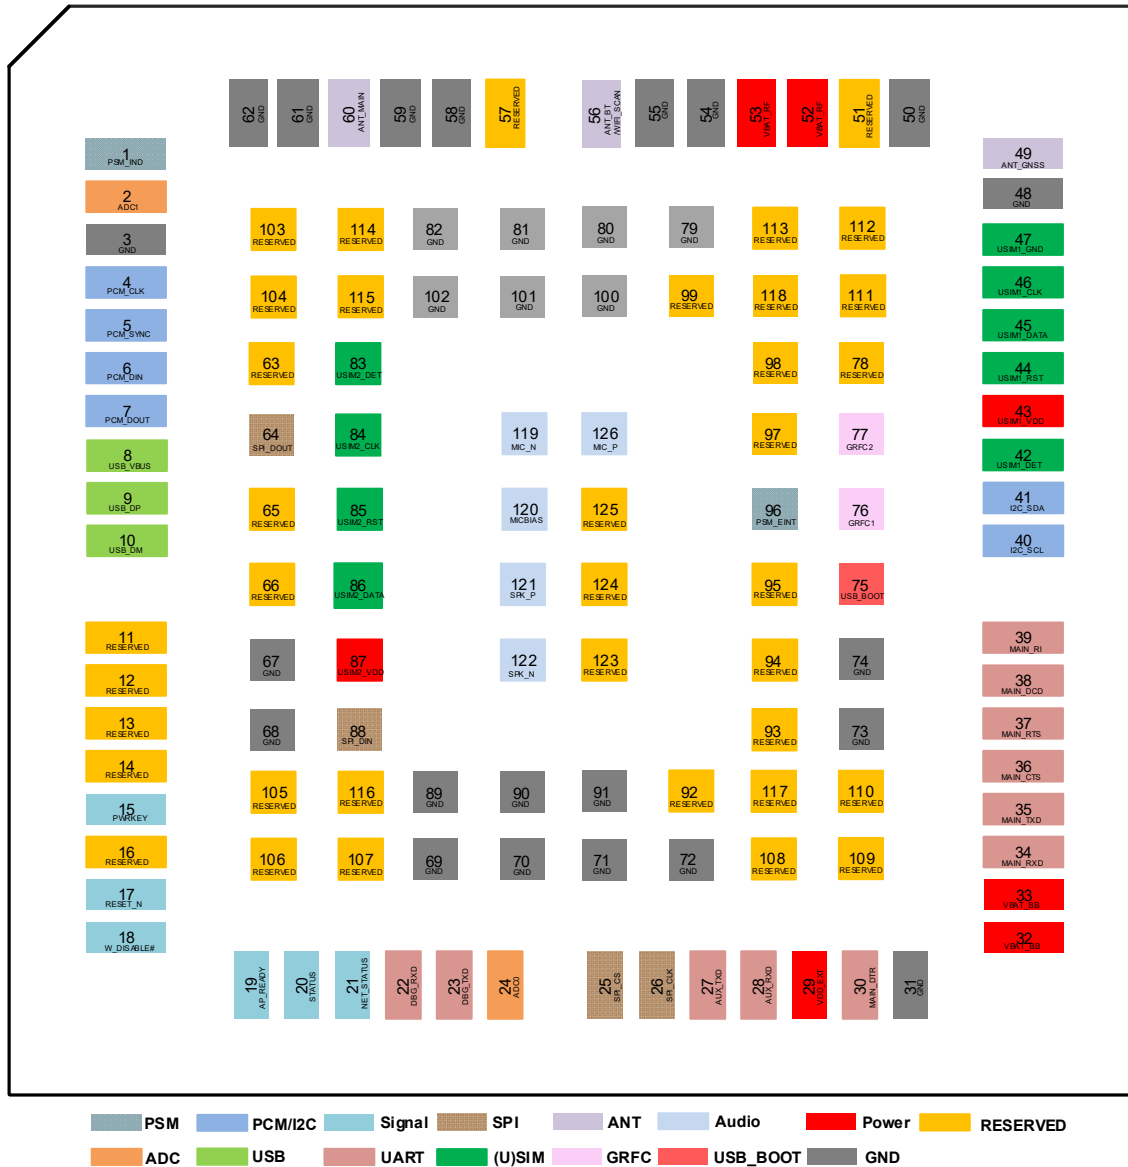 62 GND
61 GND
60 ANT_MAIN
59 GND
58 GND
57 RESERVED
56 ANT_BT /WIFI_SCAN
55 GND
54 GND
53 VBAT_RF
52 VBAT_RF
51 RESERVED
50 GND
1 PSM_IND
2 ADC1
3 GND
4 PCM_CLK
5 PCM_SYNC
6 PCM_DIN
7 PCM_DOUT
8 USB_VBUS
9 USB_DP
10 USB_DM
11 RESERVED
12 RESERVED
13 RESERVED
14 RESERVED
15 PWRKEY
16 RESERVED
17 RESET_N
18 W_DISABLE#
103 RESERVED
114 RESERVED
82 GND
81 GND
80 GND
79 GND
113 RESERVED
112 RESERVED
104 RESERVED
115 RESERVED
102 GND
101 GND
100 GND
99 RESERVED
118 RESERVED
111 RESERVED
63 RESERVED
83 USIM2_DET
98 RESERVED
78 RESERVED
64 SPI_DOUT
84 USIM2_CLK
119 MIC_N
126 MIC_P
97 RESERVED
77 GRFC2
65 RESERVED
85 USIM2_RST
120 MICBIAS
125 RESERVED
96 PSM_EINT
76 GRFC1
66 RESERVED
86 USIM2_DATA
121 SPK_P
124 RESERVED
95 RESERVED
75 USB_BOOT
67 GND
87 USIM2_VDD
122 SPK_N
123 RESERVED
94 RESERVED
74 GND
68 GND
88 SPI_DIN
93 RESERVED
73 GND
105 RESERVED
116 RESERVED
89 GND
90 GND
91 GND
92 RESERVED
117 RESERVED
110 RESERVED
106 RESERVED
107 RESERVED
69 GND
70 GND
71 GND
72 GND
108 RESERVED
109 RESERVED
49 ANT_GNSS
48 GND
47 USIM1_GND
46 USIM1_CLK
45 USIM1_DATA
44 USIM1_RST
43 USIM1_VDD
42 USIM1_DET
41 I2C_SDA
40 I2C_SCL
39 MAIN_RI
38 MAIN_DCD
37 MAIN_RTS
36 MAIN_CTS
35 MAIN_TXD
34 MAIN_RXD
33 VBAT_BB
32 VBAT_BB
19 AP_READY
20 STATUS
21 NET_STATUS
22 DBG_RXD
23 DBG_TXD
24 ADC0
25 SPI_CS
26 SPI_CLK
27 AUX_TXD
28 AUX_RXD
29 VDD_EXT
30 MAIN_DTR
31 GND
PSM PCM/I2C Signal SPI ANT Audio Power RESERVED
ADC USB UART (U)SIM GRFC USB_BOOT GND